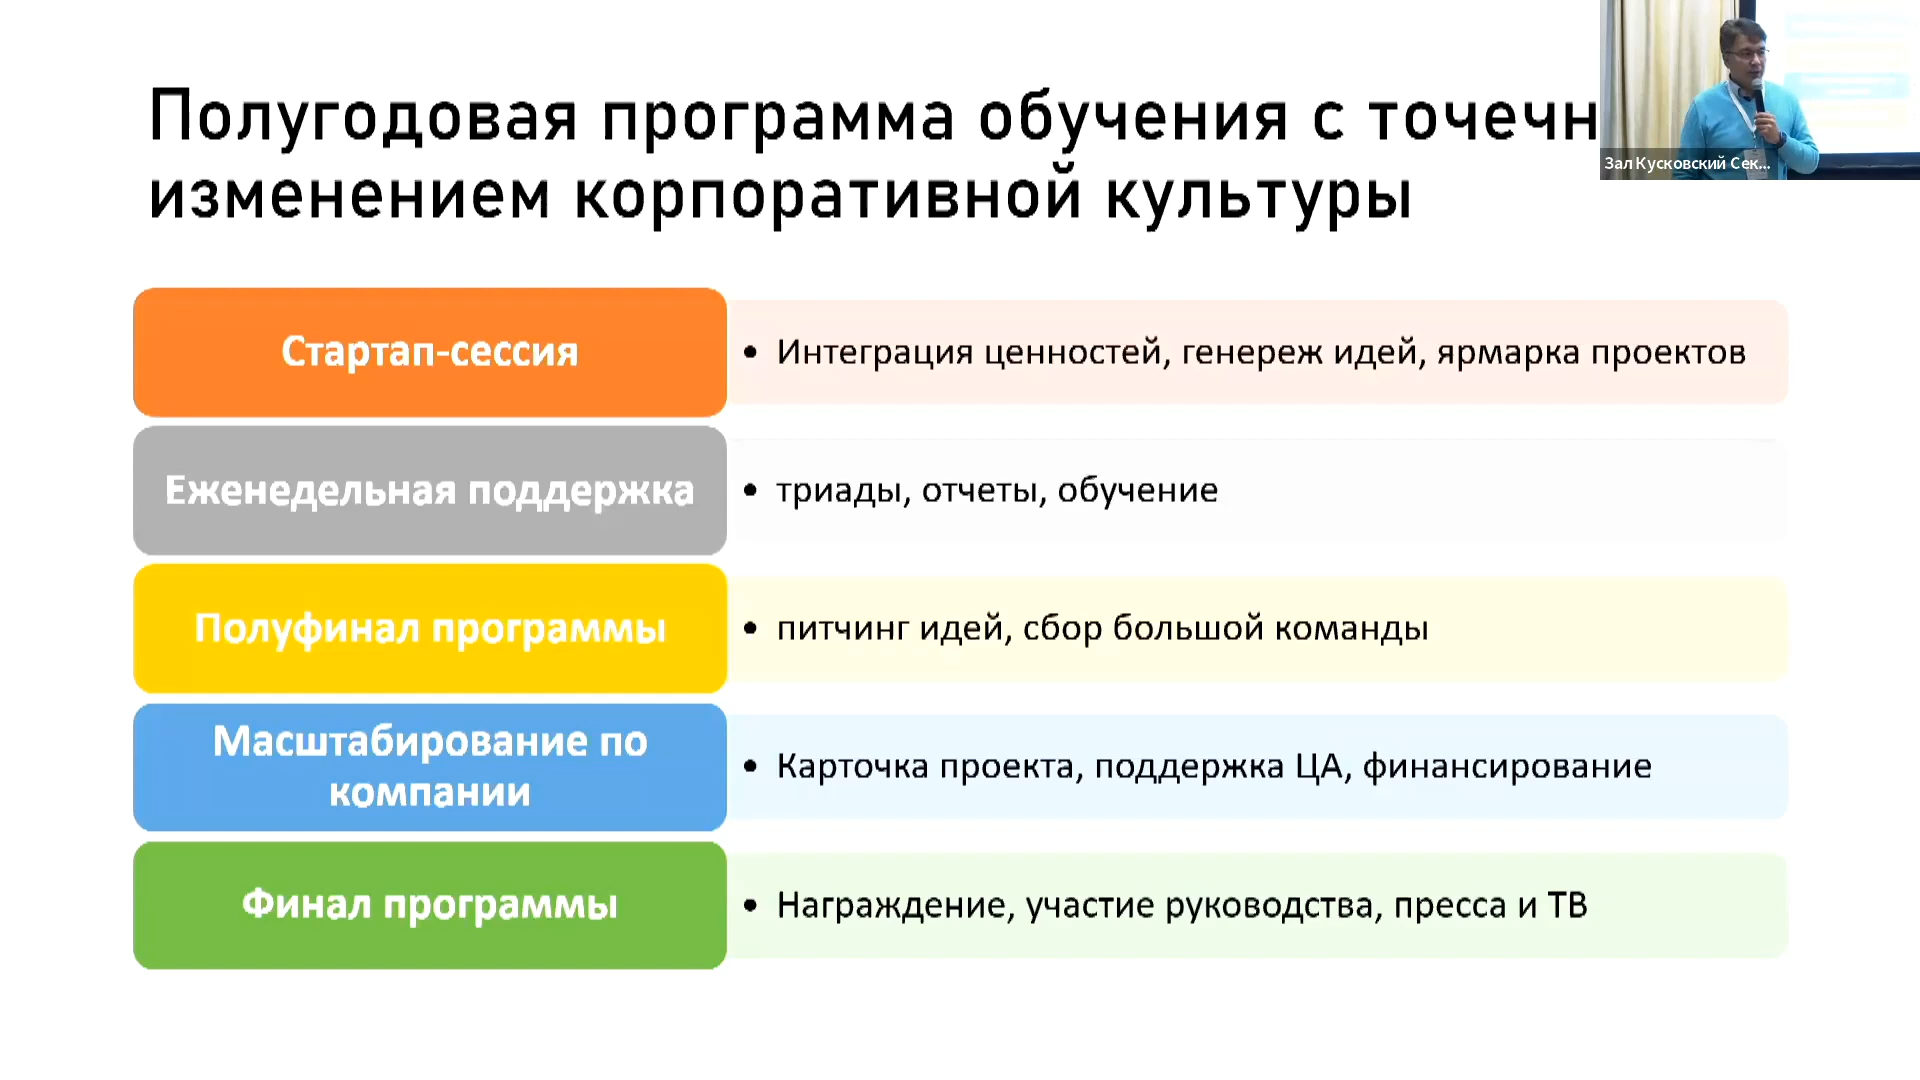 Полугодовая программа обучения с точечн
изменением корпоративной культуры
Зал Кусковский Сек...
Стартап-сессия
• Интеграция ценностей, генереж идей, ярмарка проектов
Еженедельная поддержка
• триады, отчеты, обучение
Полуфинал программы
• питчинг идей, сбор большой команды
Масштабирование по
компании
• Карточка проекта, поддержка ЦА, финансирование
Финал программы
• Награждение, участие руководства, пресса и ТВ